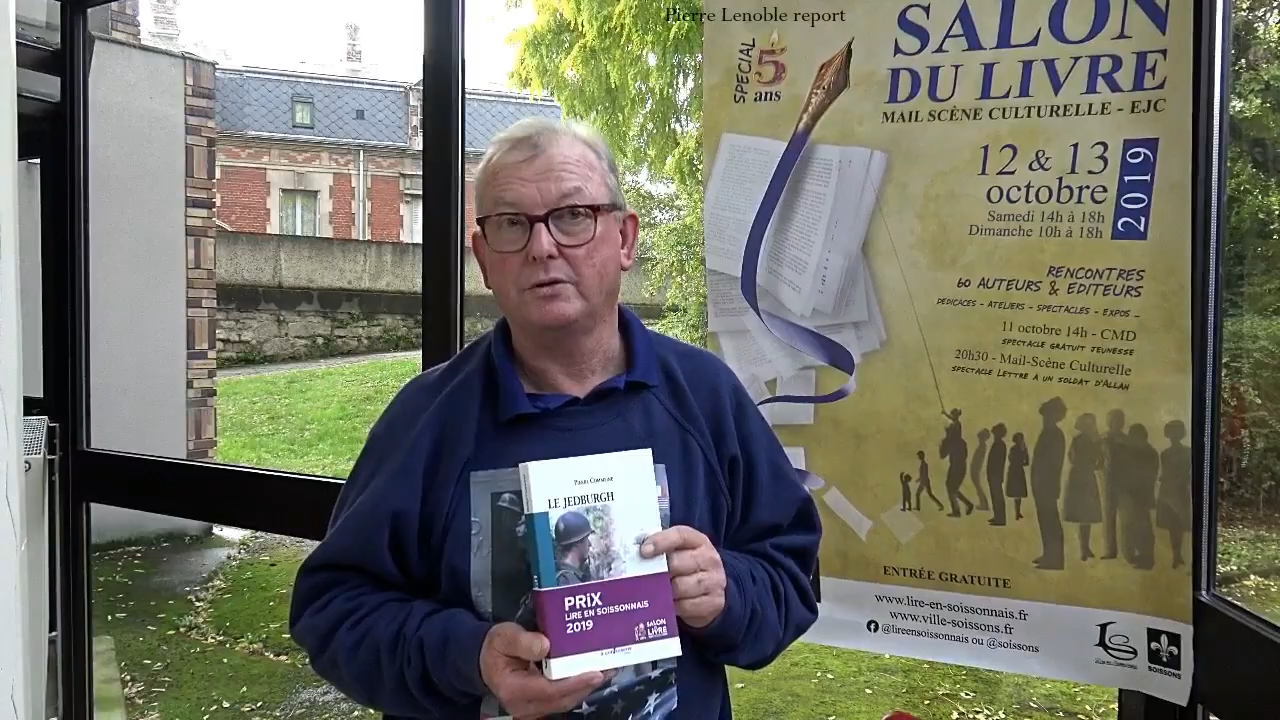 Pierre Lenoble report
SPECIAL
5
ans
SALON
DU LIVRE
MAIL SCÈNE CULTURELLE - EJC
12 & 13
octobre
2019
Samedi 14h à 18h
Dimanche 10h à 18h
RENCONTRES
60 AUTEURS & EDITEURS
DEDICACES - ATELIERS - SPECTACLES - EXPOS -
11 octobre 14h - CMD
SPECTACLE GRATUIT JEUNESSE
20h30 - Mail-Scène Culturelle
SPECTACLE LETTRE À UN SOLDAT D'ALLAH
ENTRÉE GRATUITE
www.lire-en-soissonnais.fr
www.ville-soissons.fr
@lireensoissonnais ou @soissons
LS
SOISSONS
LE JEDBURGH
PRIX
LIRE EN SOISSONNAIS
2019
SALON
LIVRE